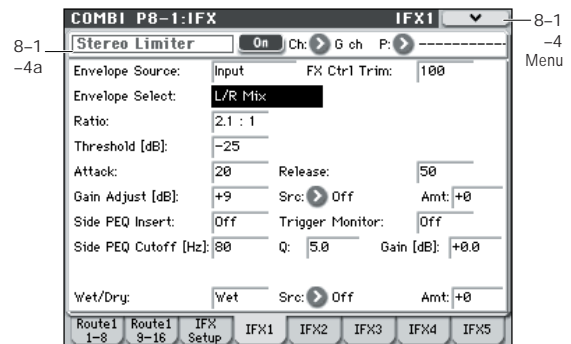 COMBI P8-1:IFX IFX1
8–1
–4
Menu
8–1
–4a
Stereo Limiter On Ch: G ch P: ------------
Envelope Source: Input FX Ctrl Trim: 100
Envelope Select: L/R Mix
Ratio: 2.1 : 1
Threshold [dB]: −25
Attack: 20 Release: 50
Gain Adjust [dB]: +9 Src: Off Amt: +0
Side PEQ Insert: Off Trigger Monitor: Off
Side PEQ Cutoff [Hz]: 80 Q: 5.0 Gain [dB]: +0.0
Wet/Dry: Wet Src: Off Amt: +0
Route1 1-8 Route1 9-16 IFX Setup IFX1 IFX2 IFX3 IFX4 IFX5